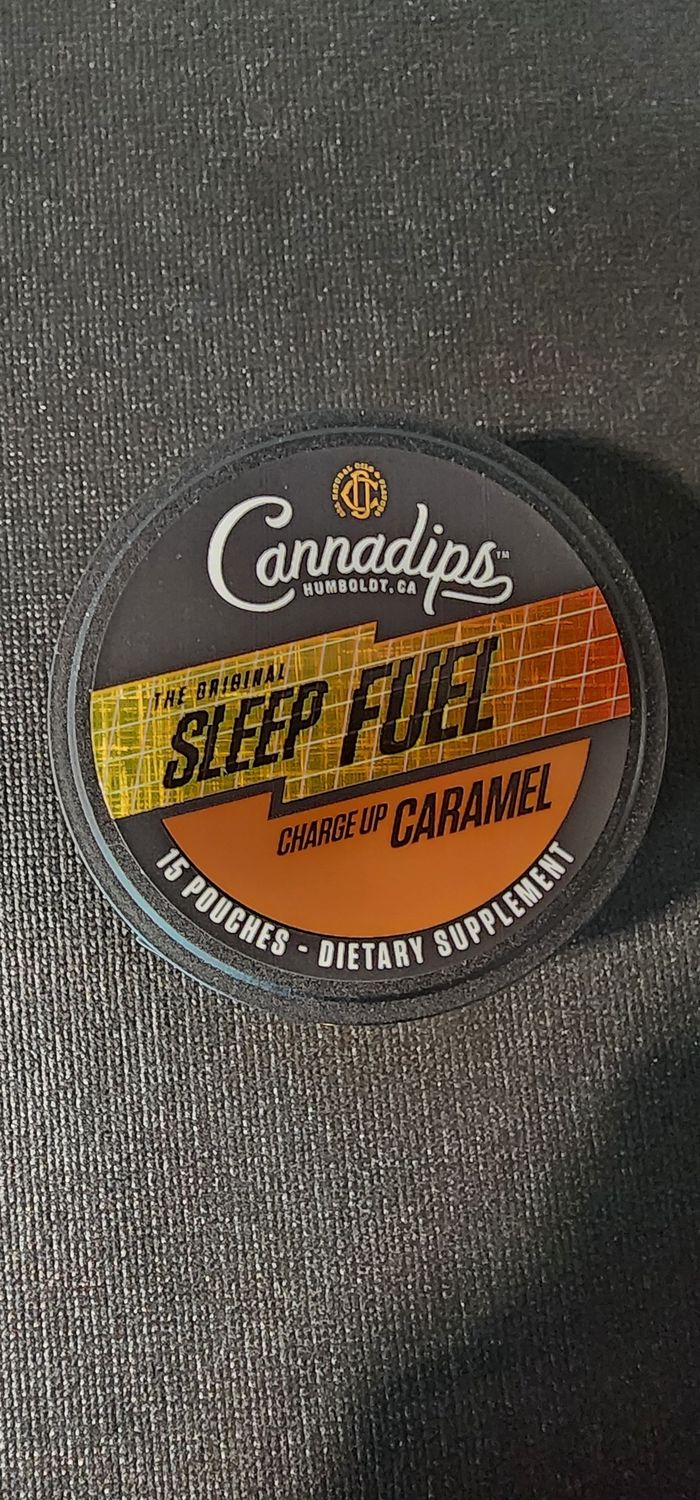 Cannadips™
HUMBOLDT, CA
THE ORIGINAL
SLEEP FUEL
CHARGE UP CARAMEL
15 POUCHES - DIETARY SUPPLEMENT